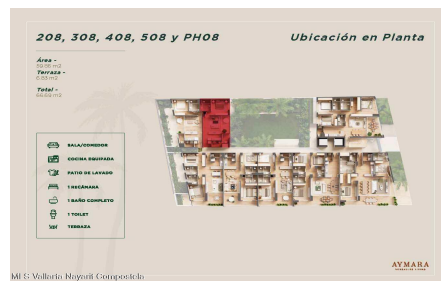 208, 308, 408, 508 y PH08
Ubicación en Planta
Área -
Terraza -
Total -
SALA/COMEDOR
COCINA EQUIPADA
PATIO DE LAVADO
1 RECÁMARA
1 BAÑO COMPLETO
1 TOILET
TERRAZA
AYMARA
MLS Vallarta Nayarit Compostela